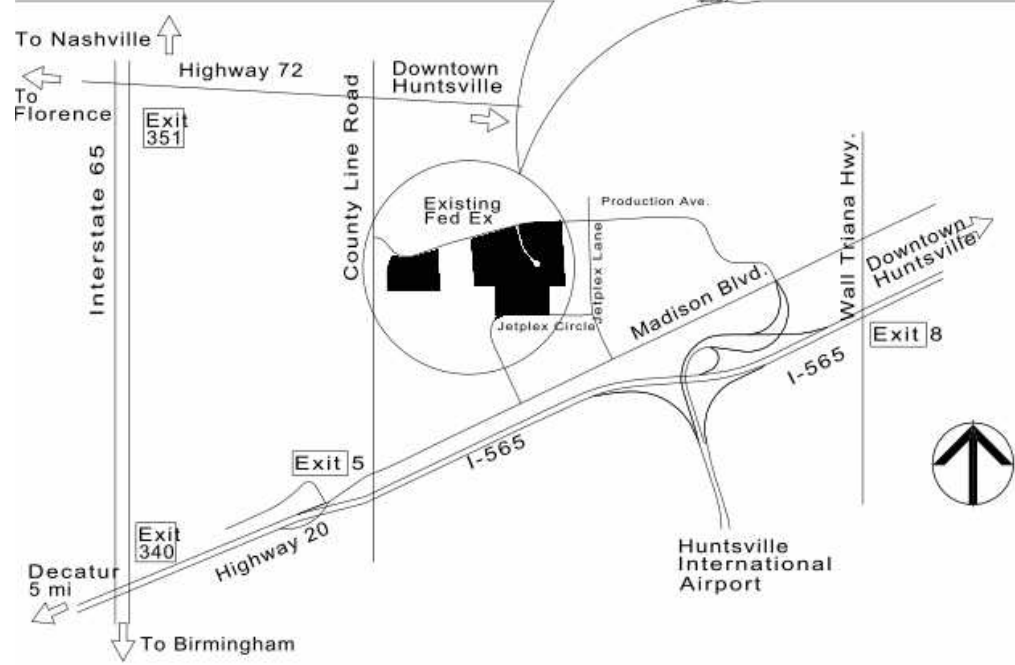 To Nashville
Highway 72
Downtown
Huntsville
To
Florence
Exit
351
Interstate 65
County Line Road
Existing
Fed Ex
Production Ave.
Jetplex Lane
Jetplex Circle
Madison Blvd.
Wall Triana Hwy.
Downtown
Huntsville
Exit 8
I-565
I-565
Exit 5
Highway 20
Exit
340
Decatur
5 mi
To Birmingham
Huntsville
International
Airport